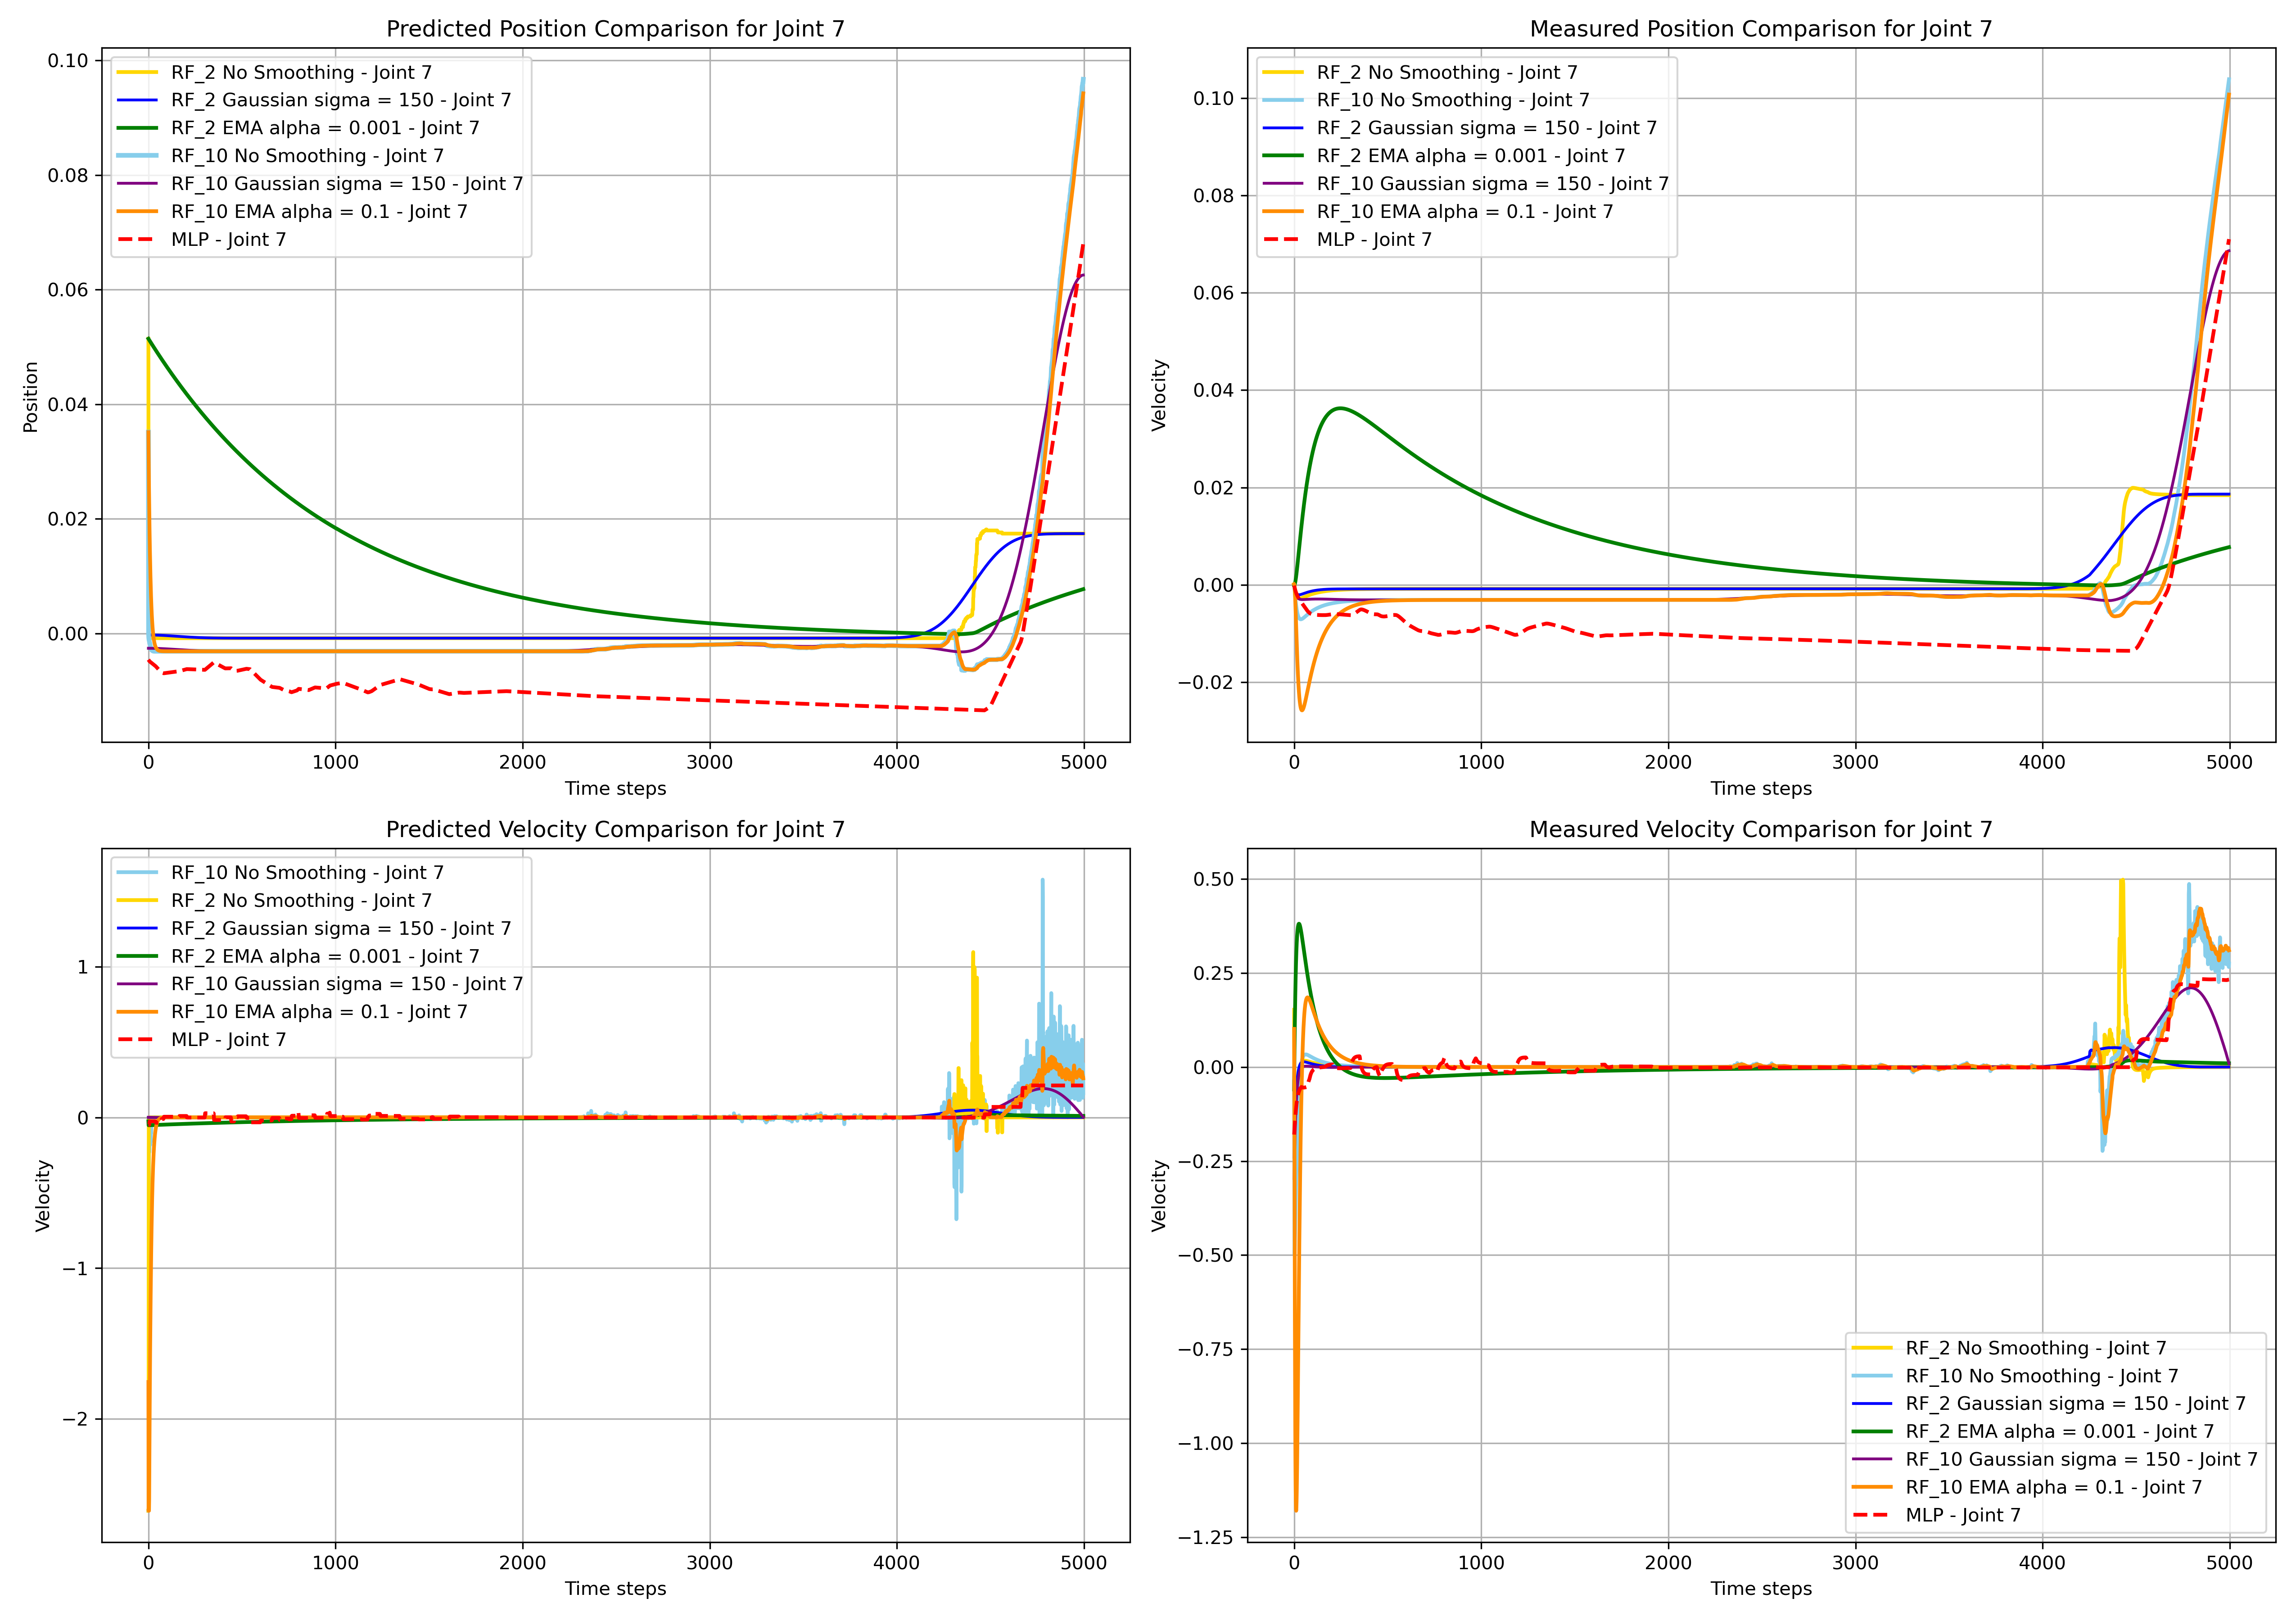 Predicted Position Comparison for Joint 7
0.10
0.08
0.06
0.04
0.02
0.00
Position
RF_2 No Smoothing - Joint 7
RF_2 Gaussian sigma = 150 - Joint 7
RF_2 EMA alpha = 0.001 - Joint 7
RF_10 No Smoothing - Joint 7
RF_10 Gaussian sigma = 150 - Joint 7
RF_10 EMA alpha = 0.1 - Joint 7
MLP - Joint 7
0 1000 2000 3000 4000 5000
Time steps
Measured Position Comparison for Joint 7
0.10
0.08
0.06
0.04
0.02
0.00
−0.02
Velocity
RF_2 No Smoothing - Joint 7
RF_10 No Smoothing - Joint 7
RF_2 Gaussian sigma = 150 - Joint 7
RF_2 EMA alpha = 0.001 - Joint 7
RF_10 Gaussian sigma = 150 - Joint 7
RF_10 EMA alpha = 0.1 - Joint 7
MLP - Joint 7
0 1000 2000 3000 4000 5000
Time steps
Predicted Velocity Comparison for Joint 7
1
0
−1
−2
Velocity
RF_10 No Smoothing - Joint 7
RF_2 No Smoothing - Joint 7
RF_2 Gaussian sigma = 150 - Joint 7
RF_2 EMA alpha = 0.001 - Joint 7
RF_10 Gaussian sigma = 150 - Joint 7
RF_10 EMA alpha = 0.1 - Joint 7
MLP - Joint 7
0 1000 2000 3000 4000 5000
Time steps
Measured Velocity Comparison for Joint 7
0.50
0.25
0.00
−0.25
−0.50
−0.75
−1.00
−1.25
Velocity
RF_2 No Smoothing - Joint 7
RF_10 No Smoothing - Joint 7
RF_2 Gaussian sigma = 150 - Joint 7
RF_2 EMA alpha = 0.001 - Joint 7
RF_10 Gaussian sigma = 150 - Joint 7
RF_10 EMA alpha = 0.1 - Joint 7
MLP - Joint 7
0 1000 2000 3000 4000 5000
Time steps